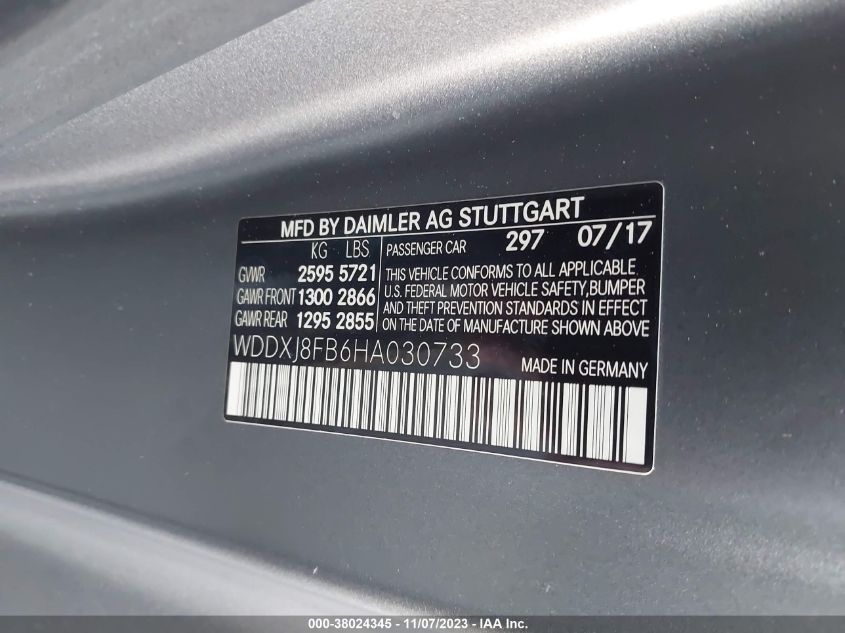 MFD BY DAIMLER AG STUTTGART
KG LBS
GVWR 2595 5721
GAWR FRONT 1300 2866
GAWR REAR 1295 2855
PASSENGER CAR 297 07/17
THIS VEHICLE CONFORMS TO ALL APPLICABLE
U.S. FEDERAL MOTOR VEHICLE SAFETY, BUMPER
AND THEFT PREVENTION STANDARDS IN EFFECT
ON THE DATE OF MANUFACTURE SHOWN ABOVE
WDDXJ8FB6HA030733
MADE IN GERMANY
000-38024345 - 11/07/2023 - IAA Inc.